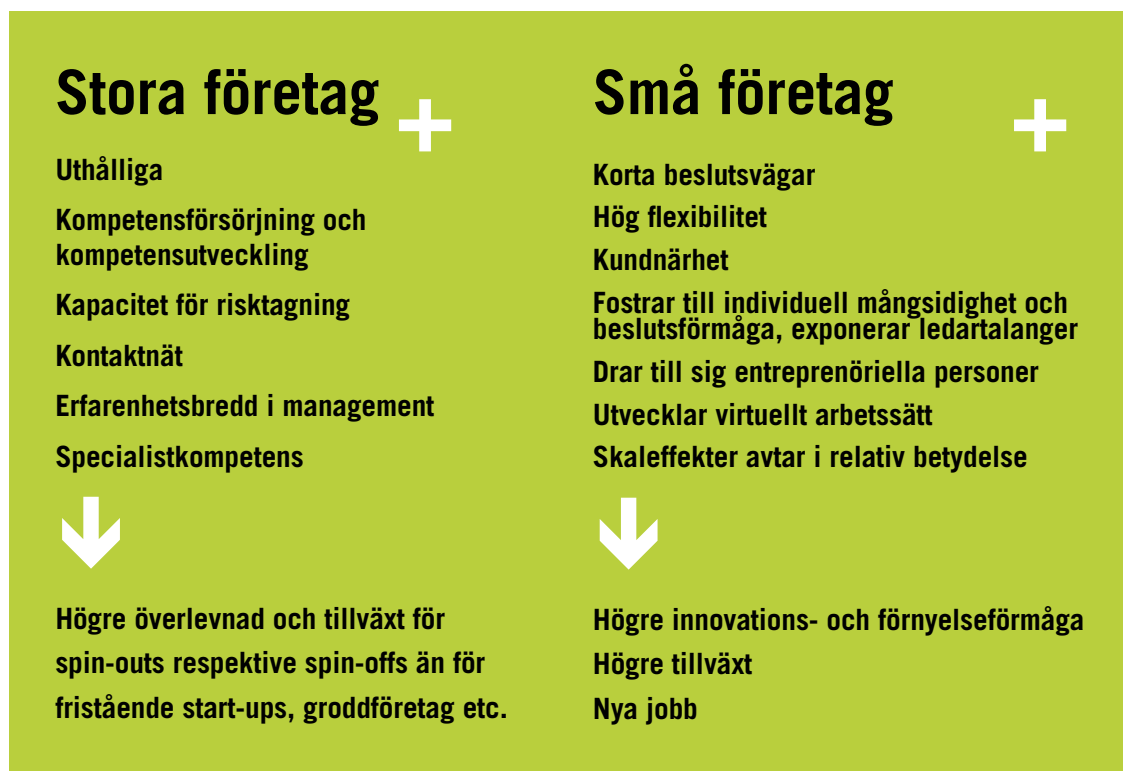 Stora företag +
Uthålliga
Kompetensförsörjning och
kompetensutveckling
Kapacitet för risktagning
Kontaktnät
Erfarenhetsbredd i management
Specialistkompetens
Högre överlevnad och tillväxt för
spin-outs respektive spin-offs än för
fristående start-ups, groddföretag etc.
Små företag +
Korta beslutsvägar
Hög flexibilitet
Kundnärhet
Fostrar till individuell mångsidighet och
beslutsförmåga, exponerar ledartalanger
Drar till sig entreprenöriella personer
Utvecklar virtuellt arbetssätt
Skaleffekter avtar i relativ betydelse
Högre innovations- och förnyelseförmåga
Högre tillväxt
Nya jobb